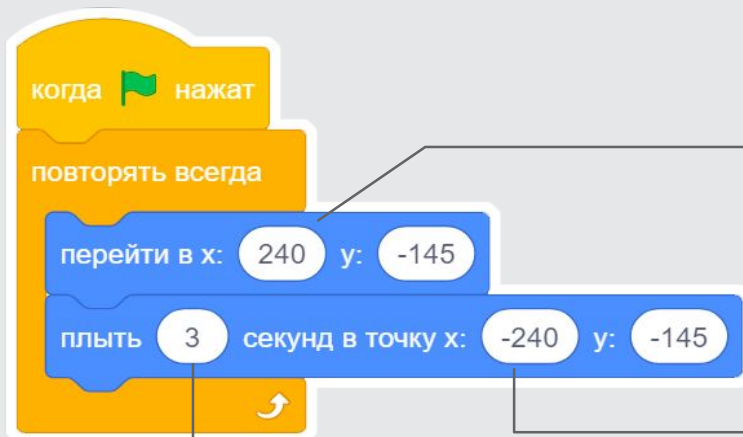 когда нажат
повторять всегда
перейти в x: 240 y: -145
плыть 3 секунд в точку x: -240 y: -145